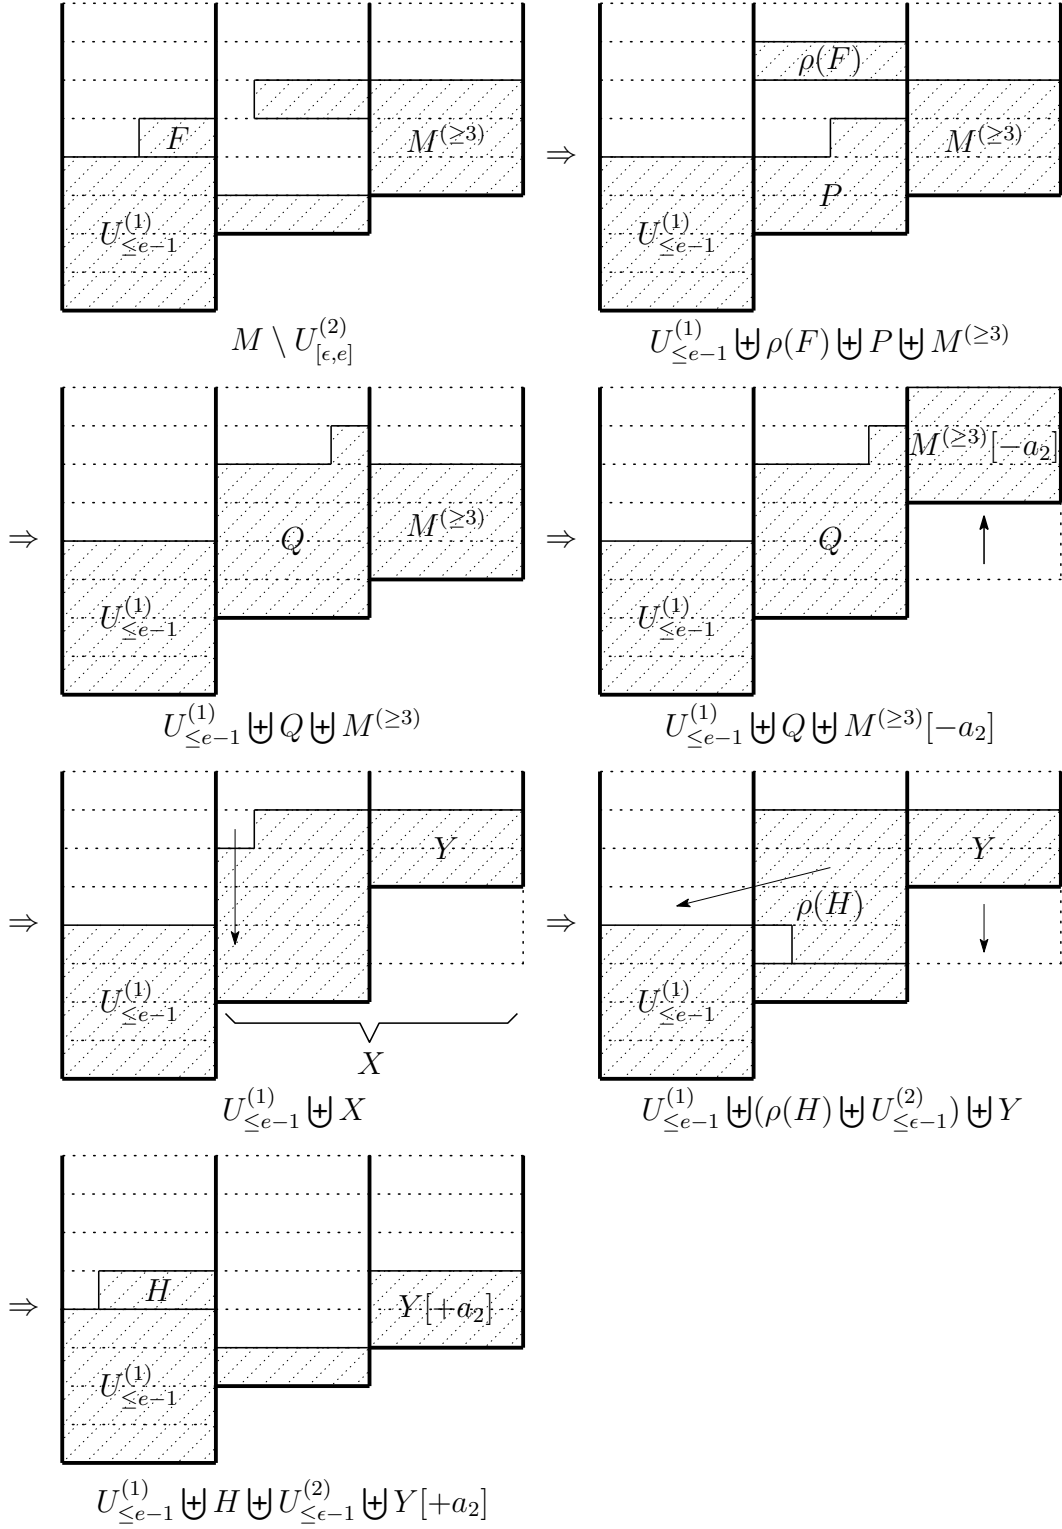 F
M^{(≥3)}
U^{(1)}_{≤e−1}
M \ U^{(2)}_{[ϵ,e]}
⇒
ρ(F)
M^{(≥3)}
P
U^{(1)}_{≤e−1}
U^{(1)}_{≤e−1} ⊎ ρ(F) ⊎ P ⊎ M^{(≥3)}
⇒
Q
M^{(≥3)}
U^{(1)}_{≤e−1}
U^{(1)}_{≤e−1} ⊎ Q ⊎ M^{(≥3)}
⇒
M^{(≥3)}[−a_2]
Q
U^{(1)}_{≤e−1}
U^{(1)}_{≤e−1} ⊎ Q ⊎ M^{(≥3)}[−a_2]
⇒
Y
U^{(1)}_{≤e−1}
X
U^{(1)}_{≤e−1} ⊎ X
⇒
Y
ρ(H)
U^{(1)}_{≤e−1}
U^{(1)}_{≤e−1} ⊎(ρ(H) ⊎ U^{(2)}_{≤ϵ−1}) ⊎ Y
⇒
H
Y[+a_2]
U^{(1)}_{≤e−1}
U^{(1)}_{≤e−1} ⊎ H ⊎ U^{(2)}_{≤ϵ−1} ⊎ Y[+a_2]